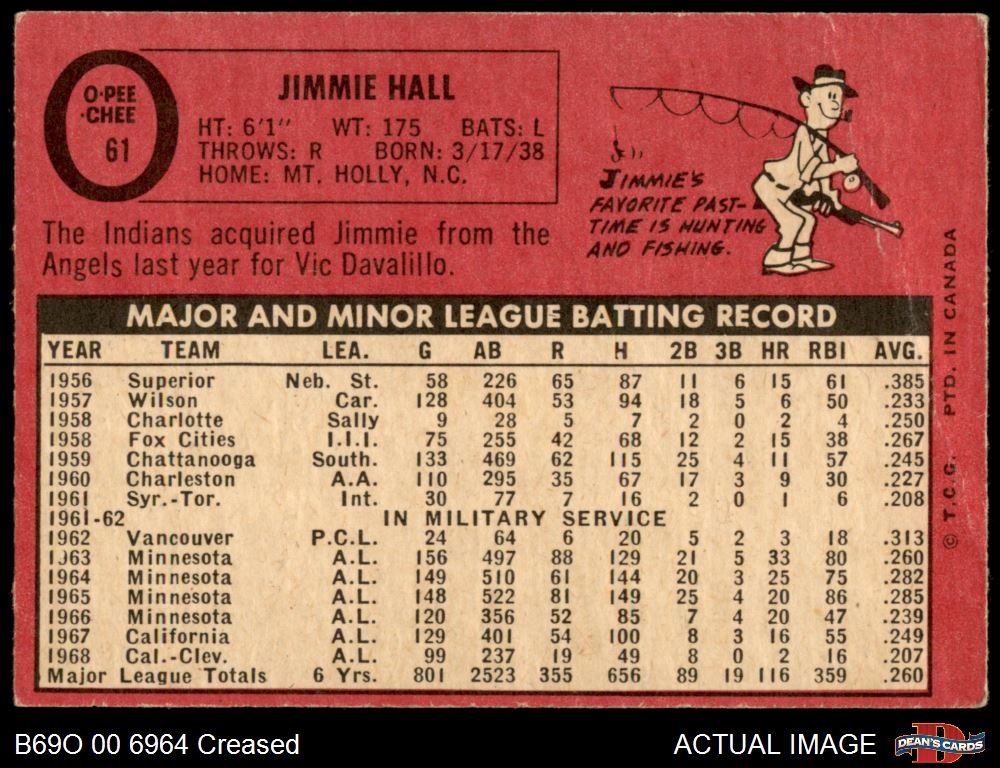 O-PEE
-CHEE
61
JIMMIE HALL
HT: 6'1" WT: 175 BATS: L
THROWS: R BORN: 3/17/38
HOME: MT. HOLLY, N.C.
The Indians acquired Jimmie from the
Angels last year for Vic Davalillo.
JIMMIE'S
FAVORITE PAST-
TIME IS HUNTING
AND FISHING.
MAJOR AND MINOR LEAGUE BATTING RECORD
YEAR TEAM LEA. G AB R H 2B 3B HR RBI AVG.
1956 Superior Neb. St. 58 226 65 87 11 6 15 61 .385
1957 Wilson Car. 128 404 53 94 18 5 6 50 .233
1958 Charlotte Sally 9 28 5 7 2 0 2 4 .250
1958 Fox Cities I.I.I. 75 255 42 68 12 2 15 38 .267
1959 Chattanooga South. 133 469 62 115 25 4 11 57 .245
1960 Charleston A.A. 110 295 35 67 17 3 9 30 .227
1961 Syr.-Tor. Int. 30 77 7 16 2 0 1 6 .208
1961-62 IN MILITARY SERVICE
1962 Vancouver P.C.L. 24 64 6 20 5 2 3 18 .313
1963 Minnesota A.L. 156 497 88 129 21 5 33 80 .260
1964 Minnesota A.L. 149 510 61 144 20 3 25 75 .282
1965 Minnesota A.L. 148 522 81 149 25 4 20 86 .285
1966 Minnesota A.L. 120 356 52 85 7 4 20 47 .239
1967 California A.L. 129 401 54 100 8 3 16 55 .249
1968 Cal.-Clev. A.L. 99 237 19 49 8 0 2 16 .207
Major League Totals 6 Yrs. 801 2523 355 656 89 19 116 359 .260
© T.C.G. PTD. IN CANADA
B69O 00 6964 Creased
ACTUAL IMAGE
D
DEAN'S CARDS